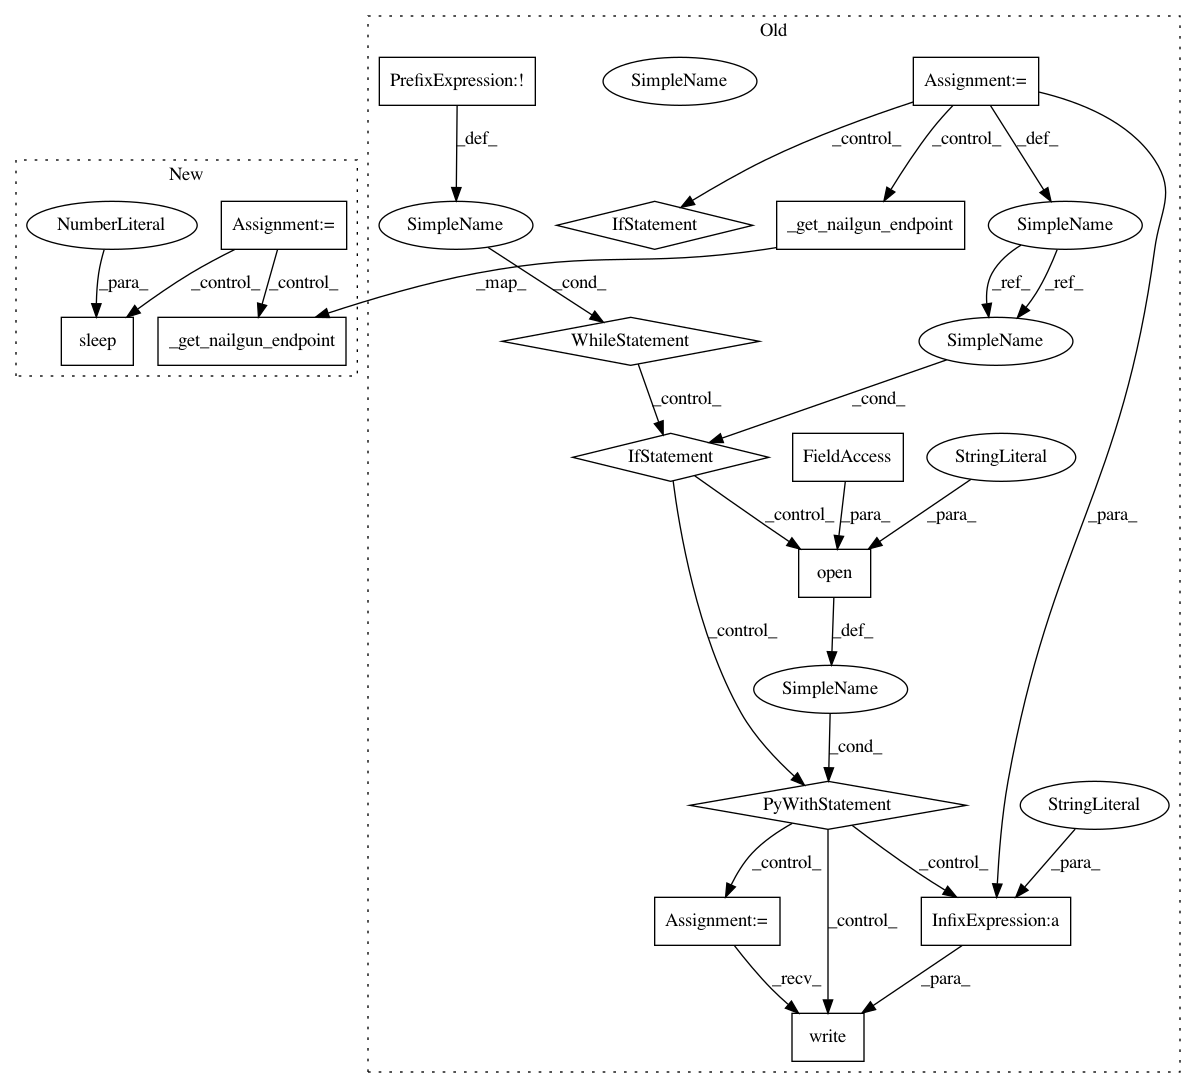 Old
PrefixExpression:!
SimpleName
Assignment:=
_def_
_control_
_control_
_def_
New
NumberLiteral
Assignment:=
SimpleName
IfStatement
_get_nailgun_endpoint
SimpleName
_para_
_control_
_control_
_map_
_cond_
_ref_
_ref_
sleep
_get_nailgun_endpoint
WhileStatement
SimpleName
_control_
_cond_
IfStatement
FieldAccess
StringLiteral
_control_
_para_
_para_
_para_
open
_control_
_def_
SimpleName
_cond_
PyWithStatement
StringLiteral
_control_
_control_
_para_
Assignment:=
_control_
InfixExpression:a
_recv_
_para_
write